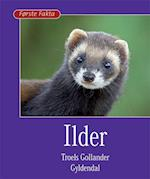 Første Fakta
Ilder
Troels Gollander
Gyldendal